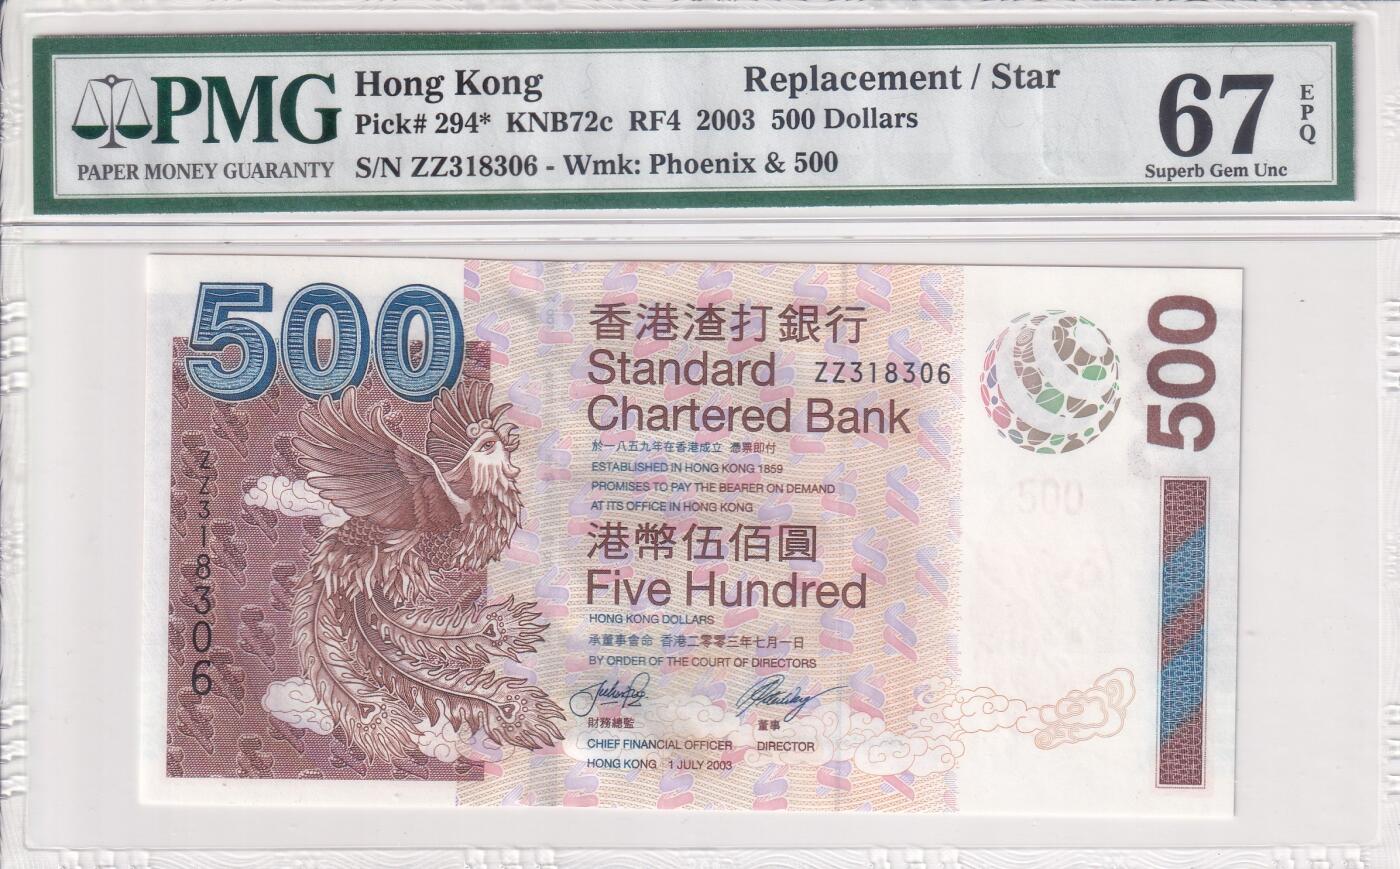 PMG
PAPER MONEY GUARANTY
Hong Kong
Replacement / Star
Pick# 294* KNB72c RF4 2003 500 Dollars
S/N ZZ318306 - Wmk: Phoenix & 500
67
EPQ
Superb Gem Unc
500
香港渣打銀行
Standard
Chartered Bank
ZZ318306
於一八五九年在香港成立 憑票即付
ESTABLISHED IN HONG KONG 1859
PROMISES TO PAY THE BEARER ON DEMAND
AT ITS OFFICE IN HONG KONG
港幣伍佰圓
Five Hundred
HONG KONG DOLLARS
承董事會命 香港二零零三年七月一日
BY ORDER OF THE COURT OF DIRECTORS
財務總監
董事
CHIEF FINANCIAL OFFICER
DIRECTOR
HONG KONG 1 JULY 2003
ZZ318306
500
500